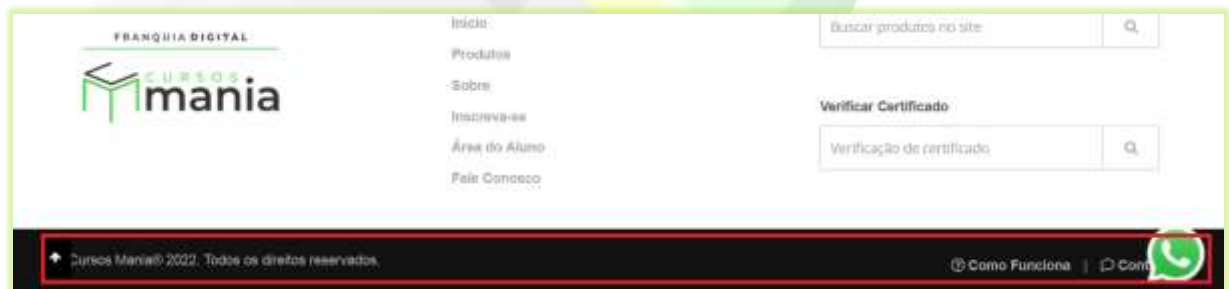 FRANQUIA DIGITAL
CURSOS
mania
Início
Produtos
Sobre
Inscreva-se
Área do Aluno
Fale Conosco
Buscar produtos no site
Verificar Certificado
Verificação de certificado
Cursos Mania® 2022. Todos os direitos reservados.
Como Funciona | Cont